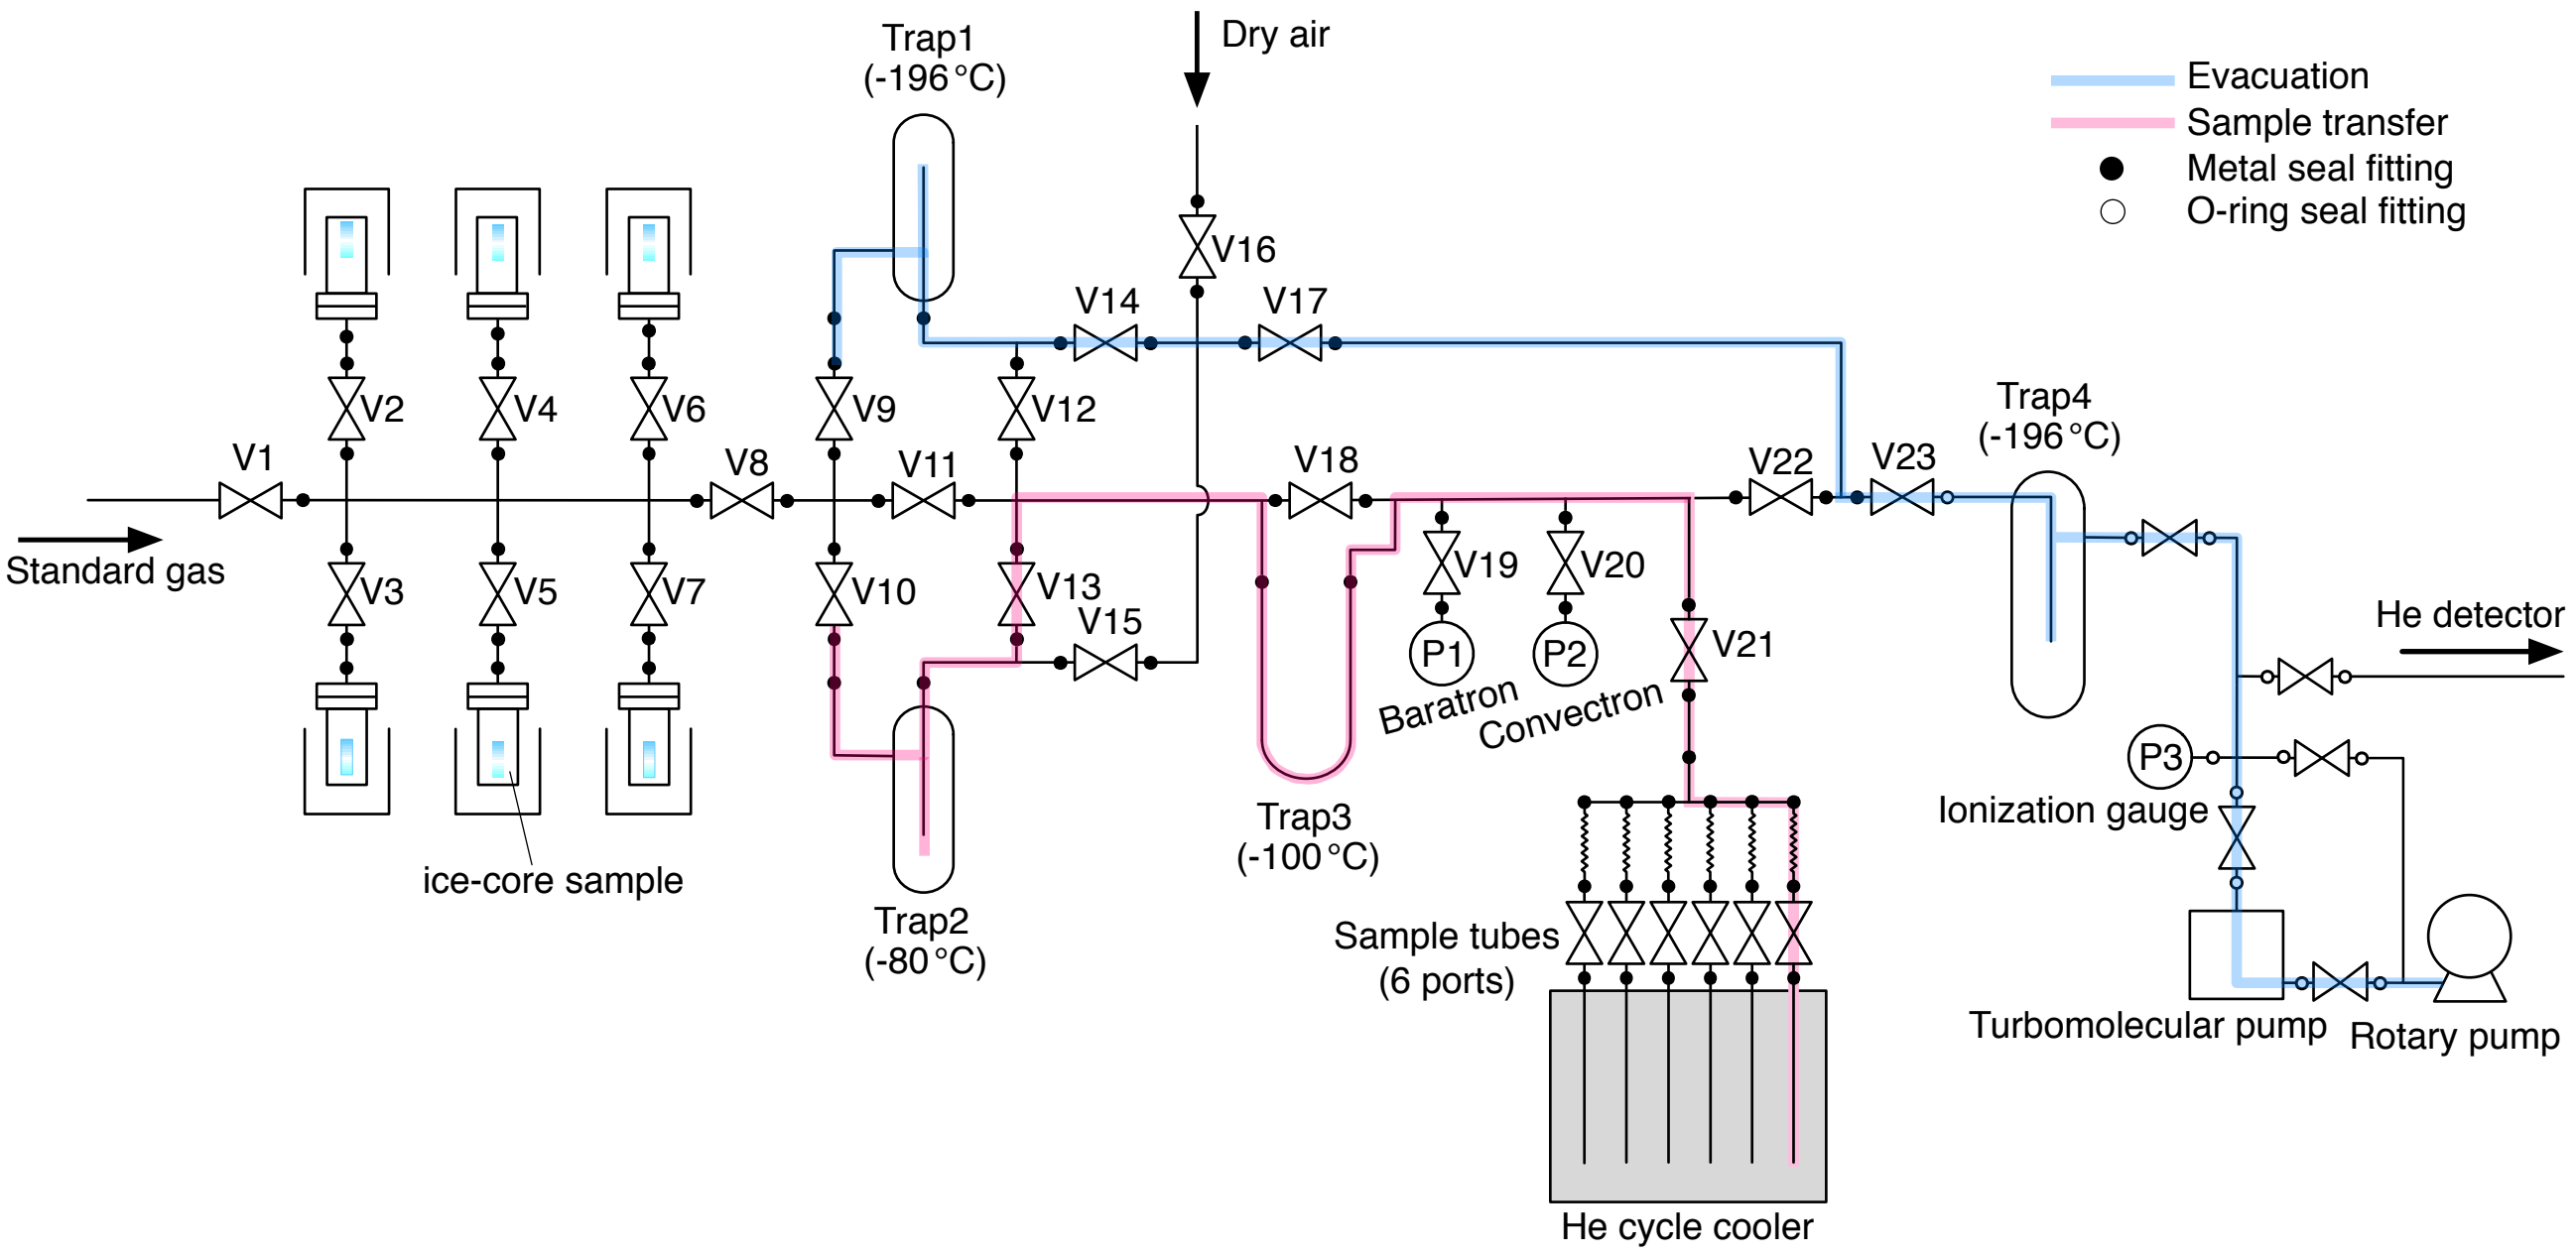 Trap1
(-196°C)
Dry air
Evacuation
Sample transfer
Metal seal fitting
O-ring seal fitting
V16
V14
V17
V2
V4
V6
V9
V12
Trap4
(-196°C)
V1
V8
V11
V18
V22
V23
Standard gas
V3
V5
V7
V10
V13
V15
V19
V20
P1
P2
V21
Baratron
Convectron
He detector
P3
Ionization gauge
ice-core sample
Trap3
(-100°C)
Trap2
(-80°C)
Sample tubes
(6 ports)
Turbomolecular pump
Rotary pump
He cycle cooler